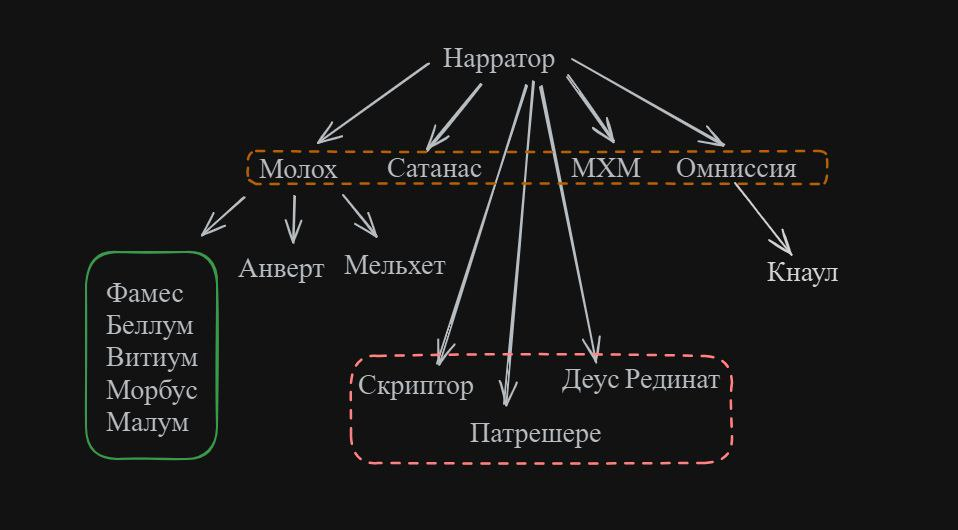 Нарратор
Молох
Сатанас
МХМ
Омниссия
Анверт
Мельхет
Кнаул
Фамес
Беллум
Витиум
Морбус
Малум
Скриптор
Деус Рединат
Патрешере